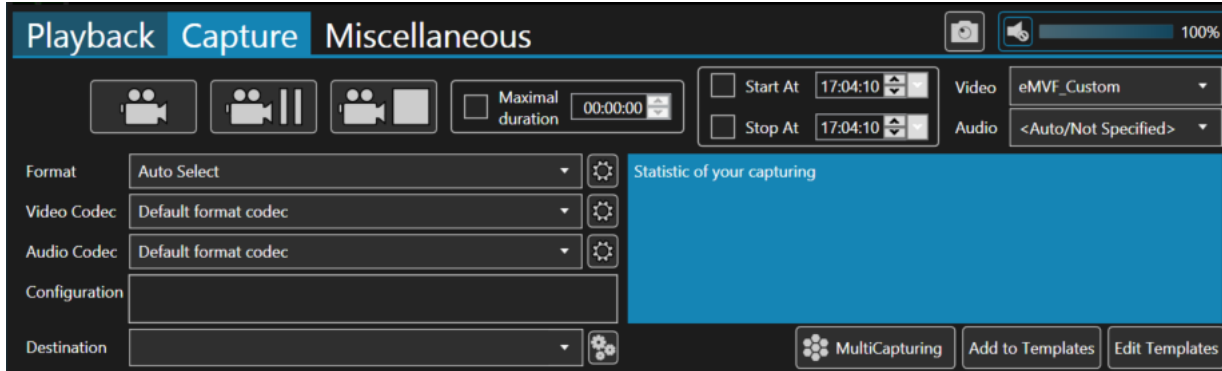 Playback Capture Miscellaneous 100%
Maximal duration 00:00:00
Start At 17:04:10
Stop At 17:04:10
Video eMVF_Custom
Audio <Auto/Not Specified>
Format Auto Select
Video Codec Default format codec
Audio Codec Default format codec
Configuration
Destination
Statistic of your capturing
MultiCapturing Add to Templates Edit Templates